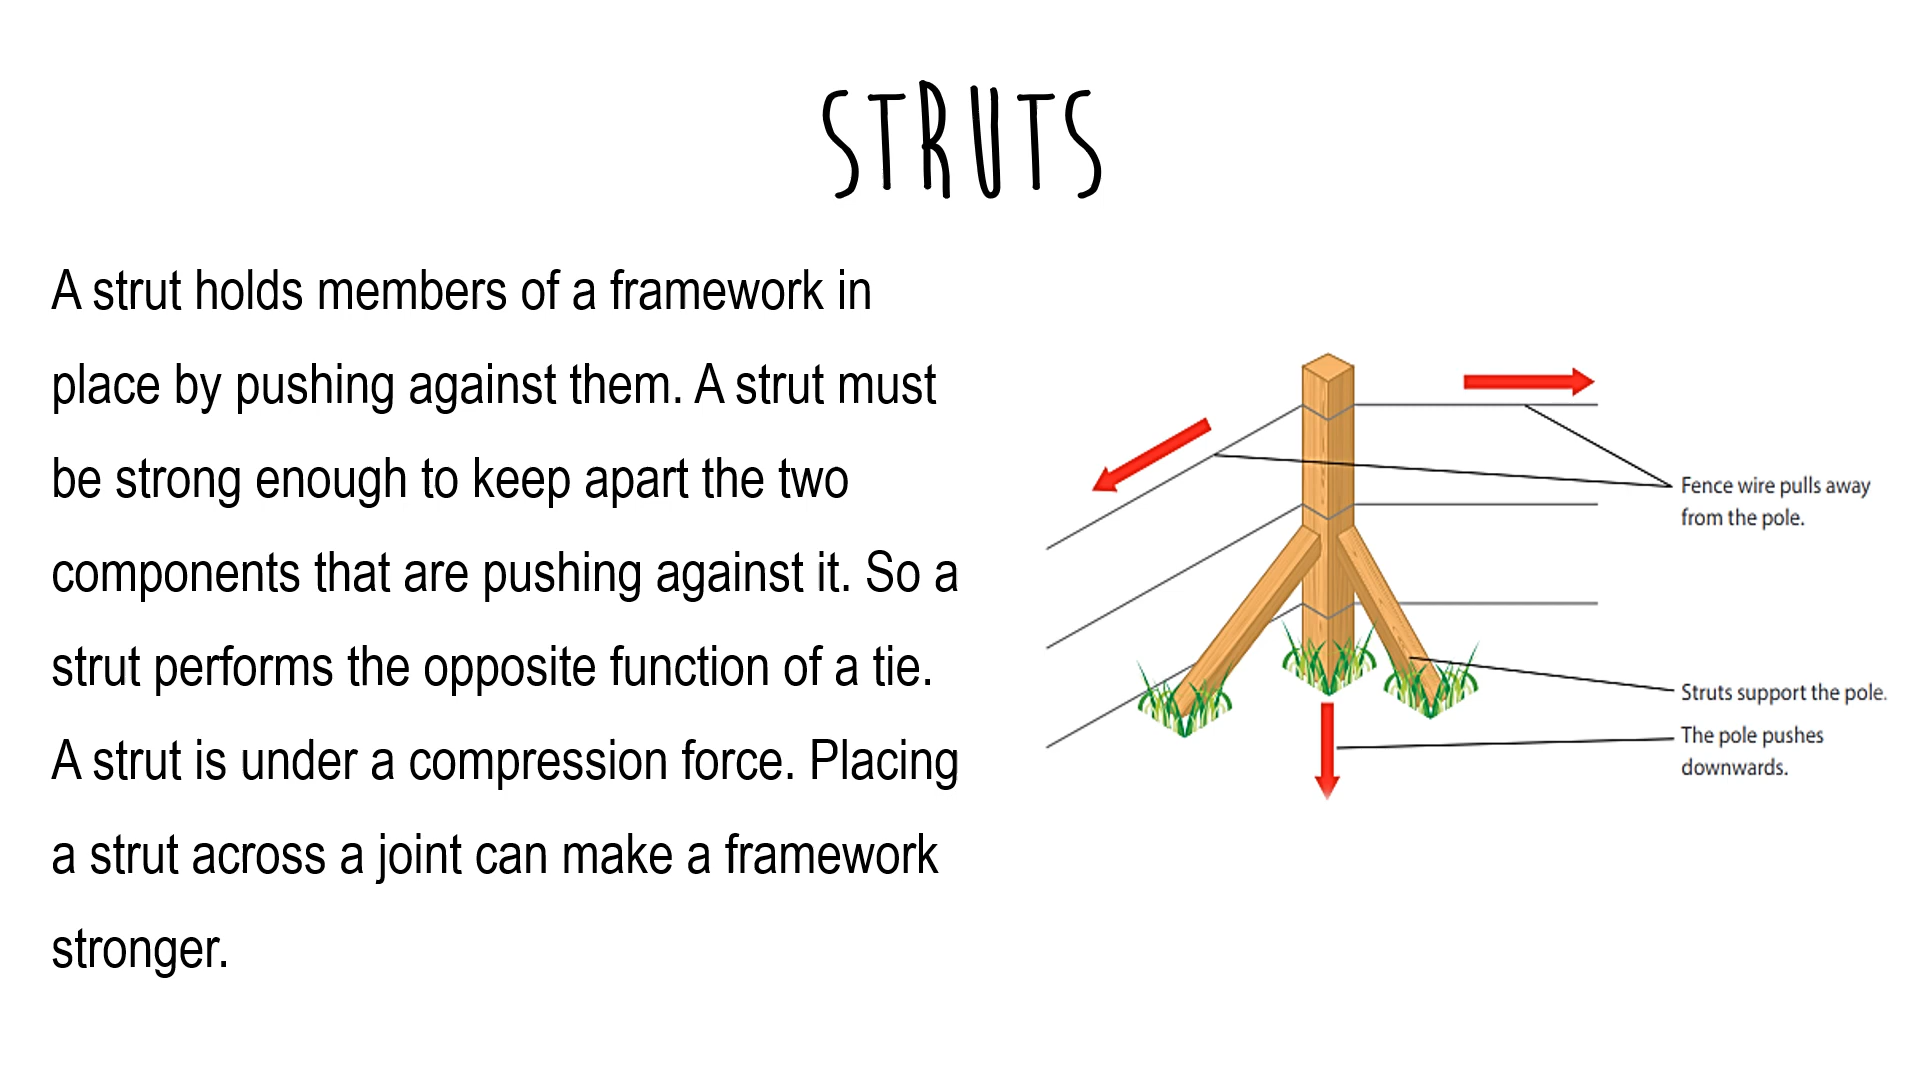 STRUTS
A strut holds members of a framework in
place by pushing against them. A strut must
be strong enough to keep apart the two
components that are pushing against it. So a
strut performs the opposite function of a tie.
A strut is under a compression force. Placing
a strut across a joint can make a framework
stronger.
Fence wire pulls away
from the pole.
Struts support the pole.
The pole pushes
downwards.